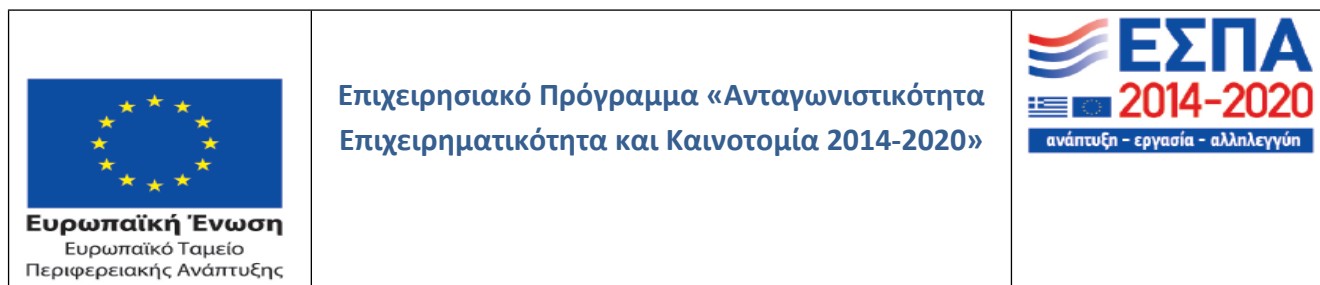 Ευρωπαϊκή Ένωση
Ευρωπαϊκό Ταμείο
Περιφερειακής Ανάπτυξης
Επιχειρησιακό Πρόγραμμα «Ανταγωνιστικότητα
Επιχειρηματικότητα και Καινοτομία 2014-2020»
ΕΣΠΑ
2014-2020
ανάπτυξη - εργασία - αλληλεγγύη